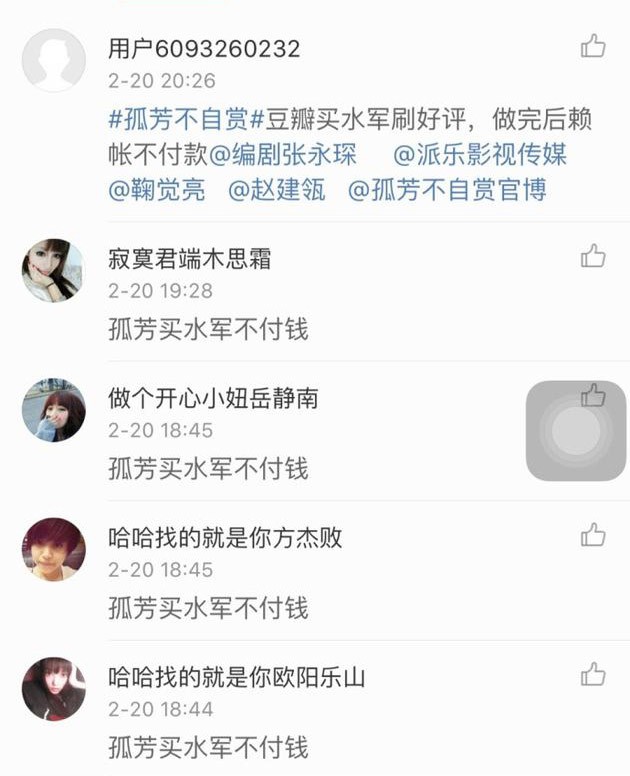 用户6093260232
2-20 20:26
#孤芳不自赏#豆瓣买水军刷好评，做完后赖
帐不付款@编剧张永琛 @派乐影视传媒
@鞠觉亮 @赵建瓴 @孤芳不自赏官博
寂寞君端木思霜
2-20 19:28
孤芳买水军不付钱
做个开心小妞岳静南
2-20 18:45
孤芳买水军不付钱
哈哈找的就是你方杰败
2-20 18:45
孤芳买水军不付钱
哈哈找的就是你欧阳乐山
2-20 18:44
孤芳买水军不付钱